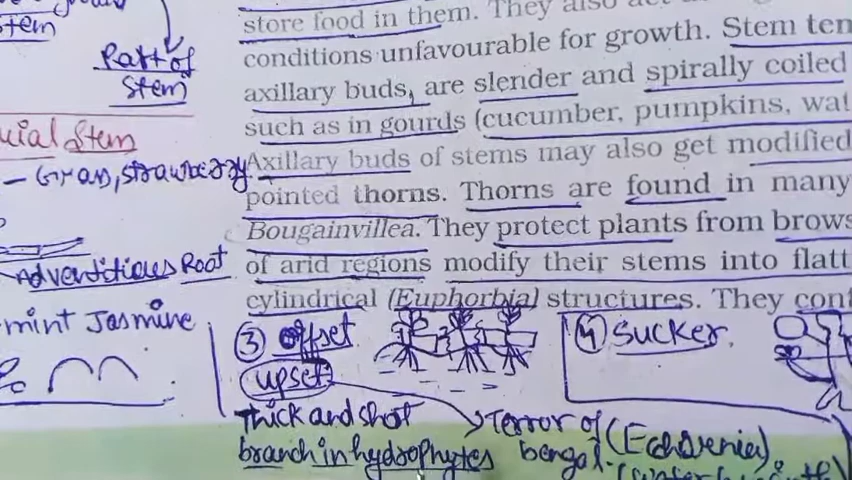 stem
Part of
Stem
Stem
- Grass, strawberry
Adventitious Root
mint Jasmine
store food in them. They also act
conditions unfavourable for growth. Stem ten
axillary buds, are slender and spirally coiled
such as in gourds (cucumber, pumpkins, wat
Axillary buds of stems may also get modified
pointed thorns. Thorns are found in many
Bougainvillea. They protect plants from brows
of arid regions modify their stems into flatt
cylindrical (Euphorbia) structures. They cont
③ offset
upset
Thick and shot
branch in hydrophytes
Terror of
bengal.
④ Sucker